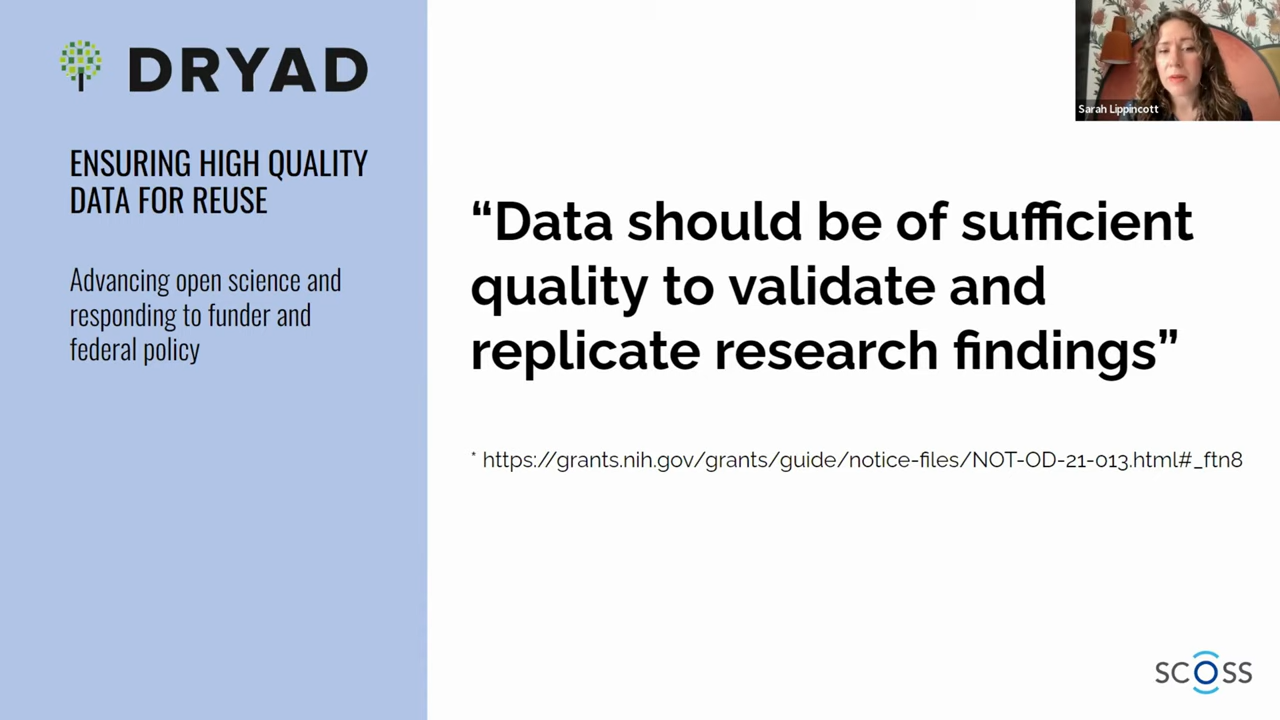 DRYAD
ENSURING HIGH QUALITY
DATA FOR REUSE
Advancing open science and
responding to funder and
federal policy
Sarah Lippincott
“Data should be of sufficient
quality to validate and
replicate research findings”
* https://grants.nih.gov/grants/guide/notice-files/NOT-OD-21-013.html#_ftn8
SCOSS